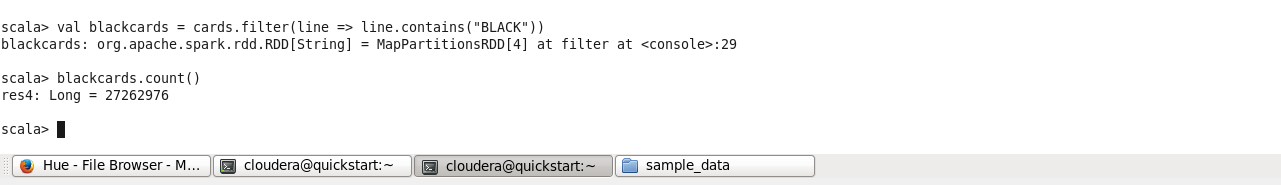 scala> val blackcards = cards.filter(line => line.contains("BLACK"))
blackcards: org.apache.spark.rdd.RDD[String] = MapPartitionsRDD[4] at filter at <console>:29
scala> blackcards.count()
res4: Long = 27262976
scala>
Hue - File Browser - M... cloudera@quickstart:~ cloudera@quickstart:~ sample_data